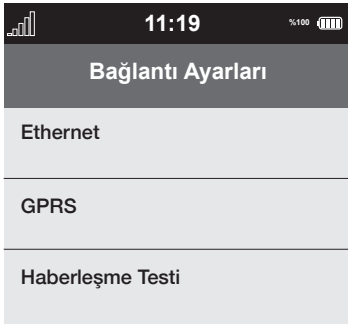 11:19 %100
Bağlantı Ayarları
Ethernet
GPRS
Haberleşme Testi